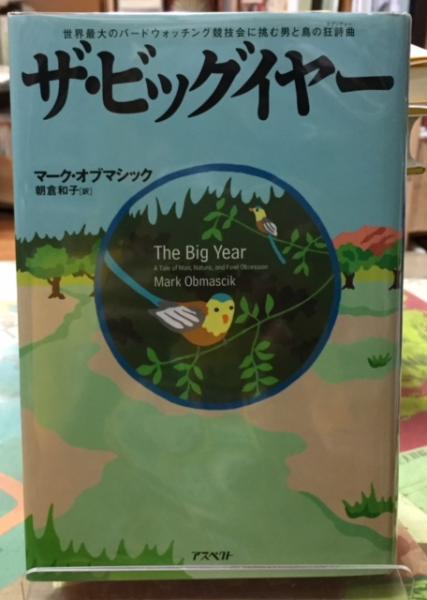 世界最大のバードウォッチング競技会に挑む男と鳥の狂詩曲
ラプソディー
ザ・ビッグイヤー
マーク・オブマシック
朝倉和子[訳]
The Big Year
A Tale of Man, Nature, and Fowl Obsession
Mark Obmascik
アスペクト